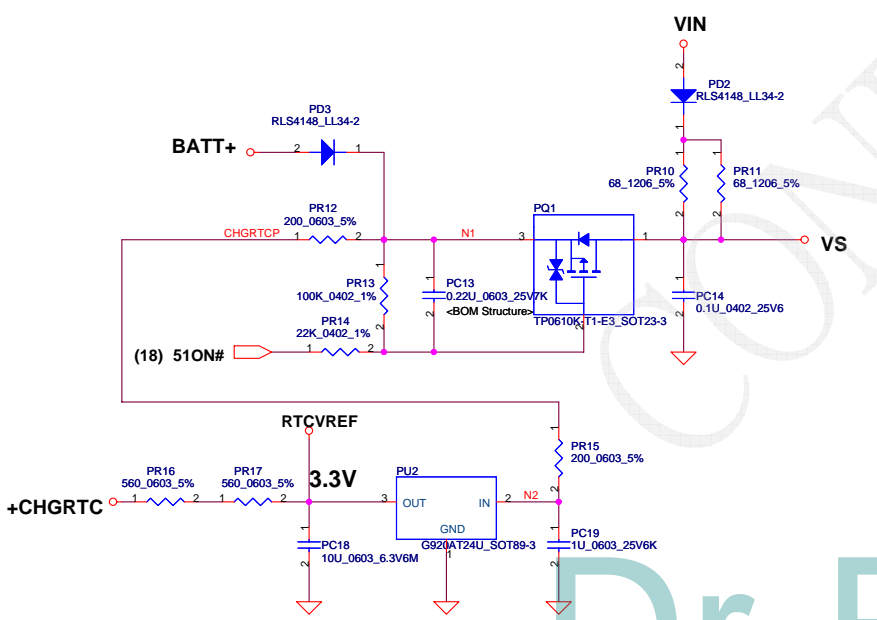 VIN
PD2
RLS4148_LL34-2
PD3
RLS4148_LL34-2
BATT+
PR10
68_1206_5%
PR11
68_1206_5%
PR12
200_0603_5%
CHGRTCP
N1
PQ1
VS
PR13
100K_0402_1%
PC13
0.22U_0603_25V7K
<BOM Structure>
TP0610K-T1-E3_SOT23-3
PC14
0.1U_0402_25V6
PR14
22K_0402_1%
(18) 51ON#
RTCVREF
PR15
200_0603_5%
PR16
560_0603_5%
PR17
560_0603_5%
3.3V
PU2
+CHGRTC
3
OUT
IN
2
N2
GND
1
G920AT24U_SOT89-3
PC18
10U_0603_6.3V6M
PC19
1U_0603_25V6K